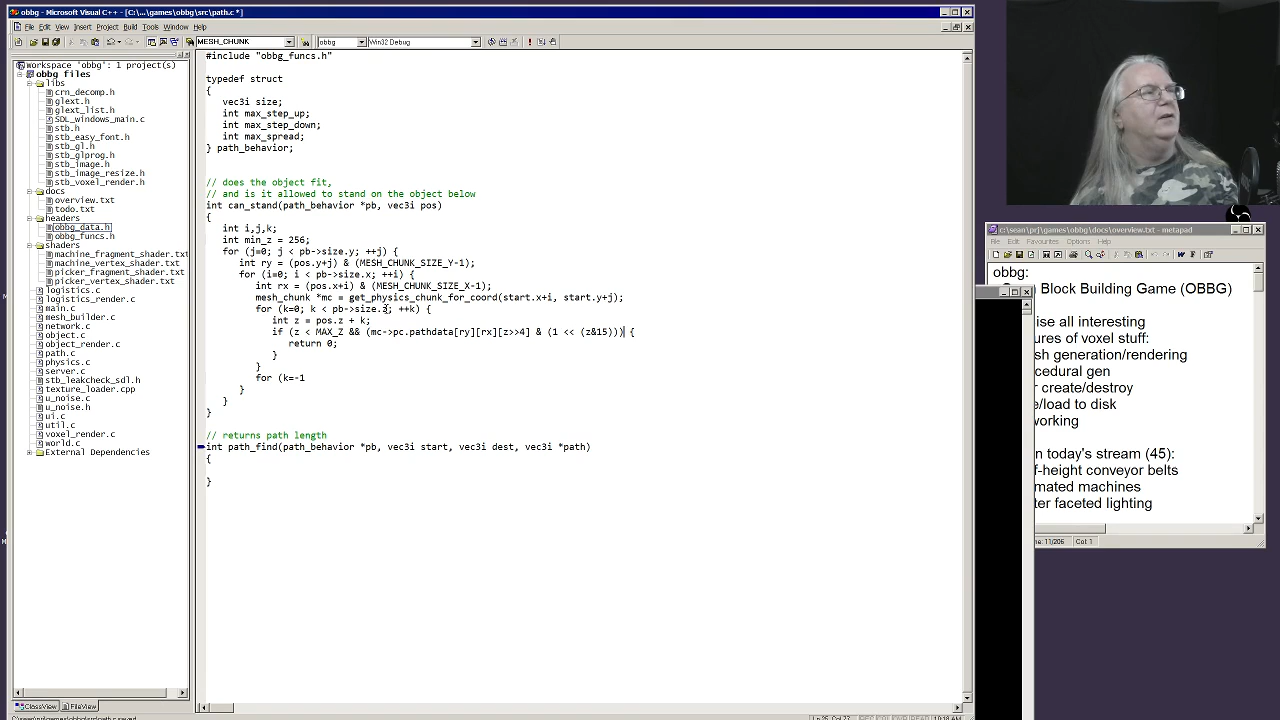 obbg - Microsoft Visual C++ - [C:\...\games\obbg\src\path.c *]
File Edit View Insert Project Build Tools Window Help
MESH_CHUNK obbg Win32 Debug
Workspace 'obbg': 1 project(s)
obbg files
libs
crn_decomp.h
glext.h
glext_list.h
SDL_windows_main.c
stb.h
stb_easy_font.h
stb_gl.h
stb_glprog.h
stb_image.h
stb_image_resize.h
stb_voxel_render.h
docs
overview.txt
todo.txt
headers
obbg_data.h
obbg_funcs.h
shaders
machine_fragment_shader.txt
machine_vertex_shader.txt
picker_fragment_shader.txt
picker_vertex_shader.txt
logistics.c
logistics_render.c
main.c
mesh_builder.c
network.c
object.c
path.c
physics.c
server.c
stb_leakcheck_sdl.h
texture_loader.cpp
u_noise.c
u_noise.h
ui.c
util.c
voxel_render.c
world.c
External Dependencies
ClassView FileView
#include "obbg_funcs.h"
typedef struct
{
vec3i size;
int max_step_up;
int max_step_down;
int max_spread;
} path_behavior;
// does the object fit,
// and is it allowed to stand on the object below
int can_stand(path_behavior *pb, vec3i pos)
{
int i,j,k;
int min_z = 256;
for (j=0; j < pb->size.y; ++j) {
int ry = (pos.y+j) & (MESH_CHUNK_SIZE_Y-1);
for (i=0; i < pb->size.x; ++i) {
int rx = (pos.x+i) & (MESH_CHUNK_SIZE_X-1);
mesh_chunk *mc = get_physics_chunk_for_coord(start.x+i, start.y+j);
for (k=0; k < pb->size.z; ++k) {
int z = pos.z + k;
if (z < MAX_Z && (mc->pc.pathdata[ry][rx][z>>4] & (1 << (z&15))) {
return 0;
}
}
for (k=-1
}
}
}
// returns path length
int path_find(path_behavior *pb, vec3i start, vec3i dest, vec3i *path)
{
}
c:\sean\prj\games\obbg\docs\overview.txt - metapad
File Edit Favourites Options Help
obbg:
Block Building Game (OBBG)
ise all interesting
ures of voxel stuff:
sh generation/rendering
cedural gen
r create/destroy
e/load to disk
working
n today's stream (45):
f-height conveyor belts
mated machines
ter faceted lighting
ne: 11/206 Col 1